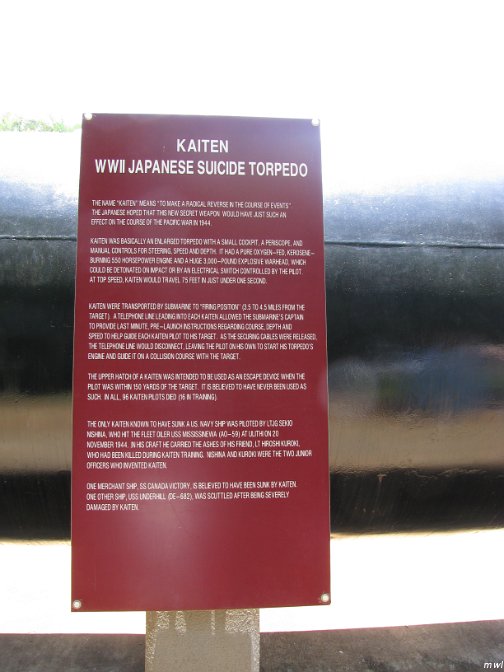 KAITEN
WWII JAPANESE SUICIDE TORPEDO
THE NAME "KAITEN" MEANS "TO MAKE A RADICAL REVERSE IN THE COURSE OF EVENTS"
THE JAPANESE HOPED THAT THIS NEW SECRET WEAPON WOULD HAVE JUST SUCH AN
EFFECT ON THE COURSE OF THE PACIFIC WAR IN 1944.
KAITEN WAS BASICALLY AN ENLARGED TORPEDO WITH A SMALL COCKPIT, A PERISCOPE, AND
MANUAL CONTROLS FOR STEERING, SPEED AND DEPTH. IT HAD A PURE OXYGEN-FED, KEROSENE-
BURNING 550 HORSEPOWER ENGINE AND A HUGE 3,000-POUND EXPLOSIVE WARHEAD, WHICH
COULD BE DETONATED ON IMPACT OR BY AN ELECTRICAL SWITCH CONTROLLED BY THE PILOT.
AT TOP SPEED, KAITEN WOULD TRAVEL 75 FEET IN JUST UNDER ONE SECOND.
KAITEN WERE TRANSPORTED BY SUBMARINE TO "FIRING POSITION" (2.5 TO 4.5 MILES FROM THE
TARGET). A TELEPHONE LINE LEADING INTO EACH KAITEN ALLOWED THE SUBMARINE'S CAPTAIN
TO PROVIDE LAST MINUTE, PRE-LAUNCH INSTRUCTIONS REGARDING COURSE, DEPTH AND
SPEED TO HELP GUIDE EACH KAITEN PILOT TO HIS TARGET. AS THE SECURING CABLES WERE RELEASED,
THE TELEPHONE LINE WOULD DISCONNECT, LEAVING THE PILOT ON HIS OWN TO START HIS TORPEDO'S
ENGINE AND GUIDE IT ON A COLLUSION COURSE WITH THE TARGET.
THE UPPER HATCH OF A KAITEN WAS INTENDED TO BE USED AS AN ESCAPE DEVICE WHEN THE
PILOT WAS WITHIN 150 YARDS OF THE TARGET. IT IS BELIEVED TO HAVE NEVER BEEN USED AS
SUCH. IN ALL, 96 KAITEN PILOTS DIED (16 IN TRAINING).
THE ONLY KAITEN KNOWN TO HAVE SUNK A U.S. NAVY SHIP WAS PILOTED BY LTJG SEKIO
NISHINA, WHO HIT THE FLEET OILER USS MISSISSNEWA (AO-59) AT ULITHI ON 20
NOVEMBER 1944. IN HIS CRAFT HE CARRIED THE ASHES OF HIS FRIEND, LT HIROSHI KUROKI,
WHO HAD BEEN KILLED DURING KAITEN TRAINING. NISHINA AND KUROKI WERE THE TWO JUNIOR
OFFICERS WHO INVENTED KAITEN.
ONE MERCHANT SHIP, SS CANADA VICTORY, IS BELIEVED TO HAVE BEEN SUNK BY KAITEN.
ONE OTHER SHIP, USS UNDERHILL (DE-682), WAS SCUTTLED AFTER BEING SEVERELY
DAMAGED BY KAITEN.
mwl